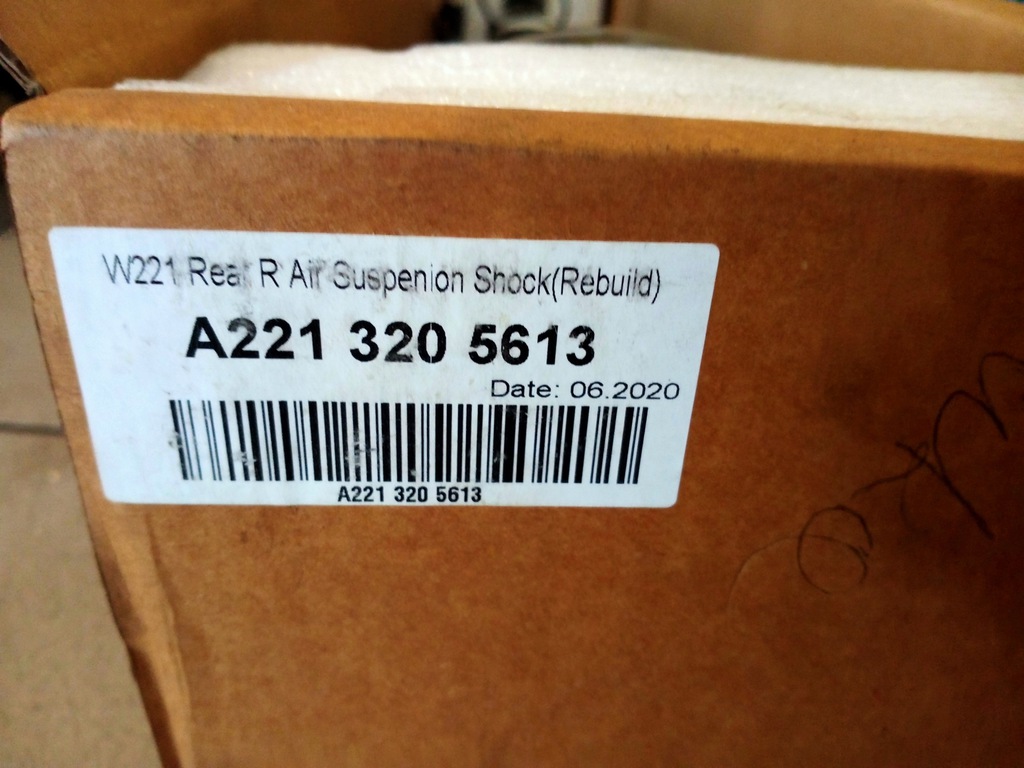 W221 Rear R Air Suspenion Shock(Rebuild)
A221 320 5613
Date: 06.2020
A221 320 5613